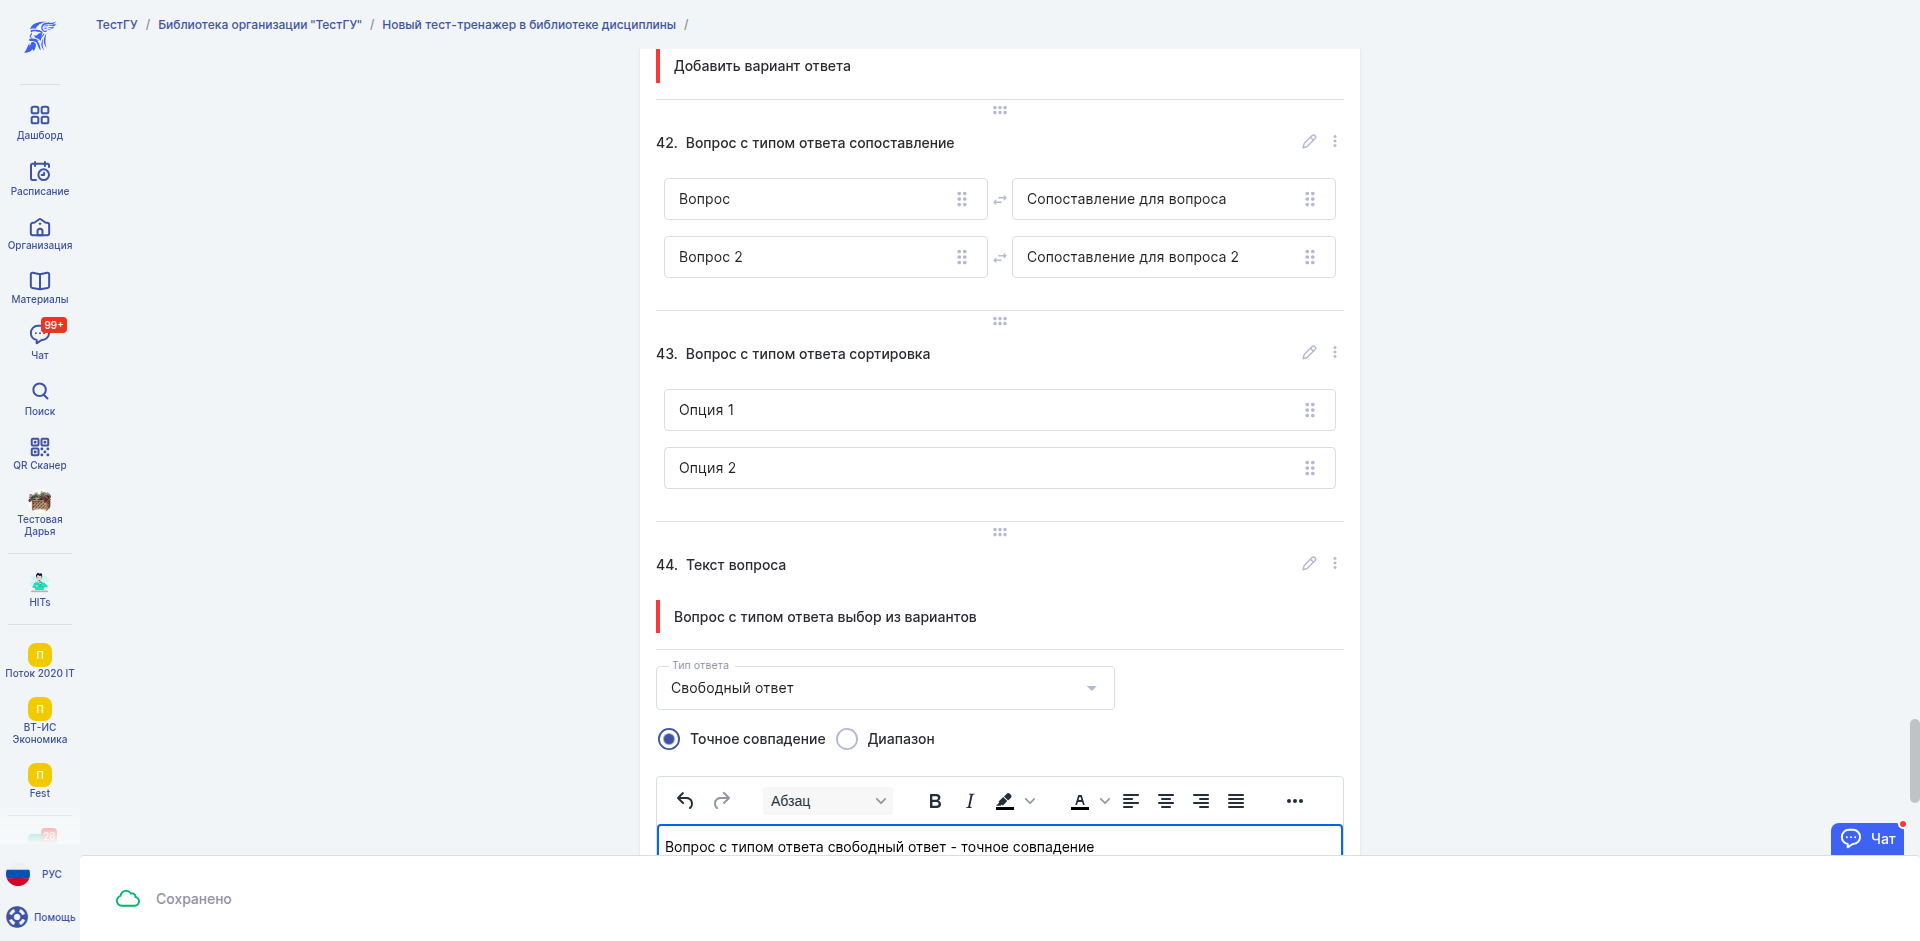 ТестГУ / Библиотека организации "ТестГУ" / Новый тест-тренажер в библиотеке дисциплины /
Дашборд
Расписание
Организация
Материалы
99+
Чат
Поиск
QR Сканер
Тестовая
Дарья
HITs
П
Поток 2020 IT
П
ВТ-ИС
Экономика
П
Fest
28
РУС
Помощь
Добавить вариант ответа
42. Вопрос с типом ответа сопоставление
Вопрос
Сопоставление для вопроса
Вопрос 2
Сопоставление для вопроса 2
43. Вопрос с типом ответа сортировка
Опция 1
Опция 2
44. Текст вопроса
Вопрос с типом ответа выбор из вариантов
Тип ответа
Свободный ответ
Точное совпадение
Диапазон
Абзац
B I A
Вопрос с типом ответа свободный ответ - точное совпадение
Чат
Сохранено